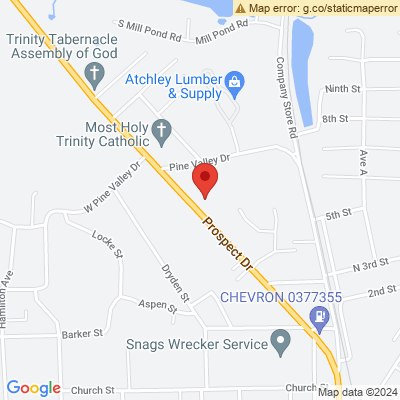 Map error: g.co/staticmaperror
S Mill Pond Rd
Mill Pond Rd
Trinity Tabernacle
Assembly of God
Atchley Lumber
& Supply
Company Store Rd
Ninth St
8th St
Most Holy
Trinity Catholic
Pine Valley Dr
Ave A
W Pine Valley Dr
Prospect Dr
5th St
Locke St
Dryden St
Hamilton Ave
N 3rd St
2nd St
CHEVRON 0377355
Aspen St
Barker St
Snags Wrecker Service
Google
Church St
Church St
Map data ©2024